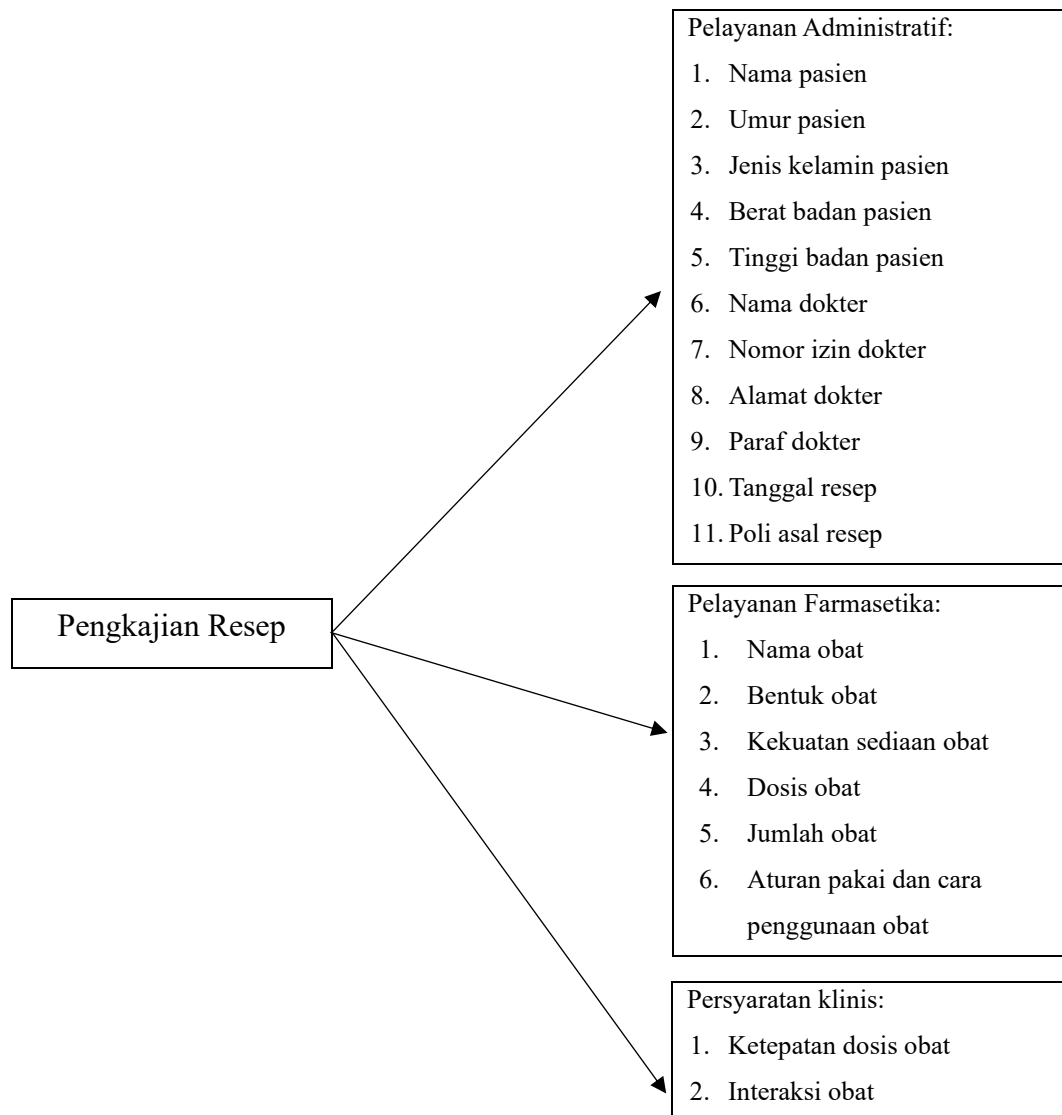 Pelayanan Administratif:
1. Nama pasien
2. Umur pasien
3. Jenis kelamin pasien
4. Berat badan pasien
5. Tinggi badan pasien
6. Nama dokter
7. Nomor izin dokter
8. Alamat dokter
9. Paraf dokter
10. Tanggal resep
11. Poli asal resep
Pengkajian Resep
Pelayanan Farmasetika:
1. Nama obat
2. Bentuk obat
3. Kekuatan sediaan obat
4. Dosis obat
5. Jumlah obat
6. Aturan pakai dan cara
penggunaan obat
Persyaratan klinis:
1. Ketepatan dosis obat
2. Interaksi obat